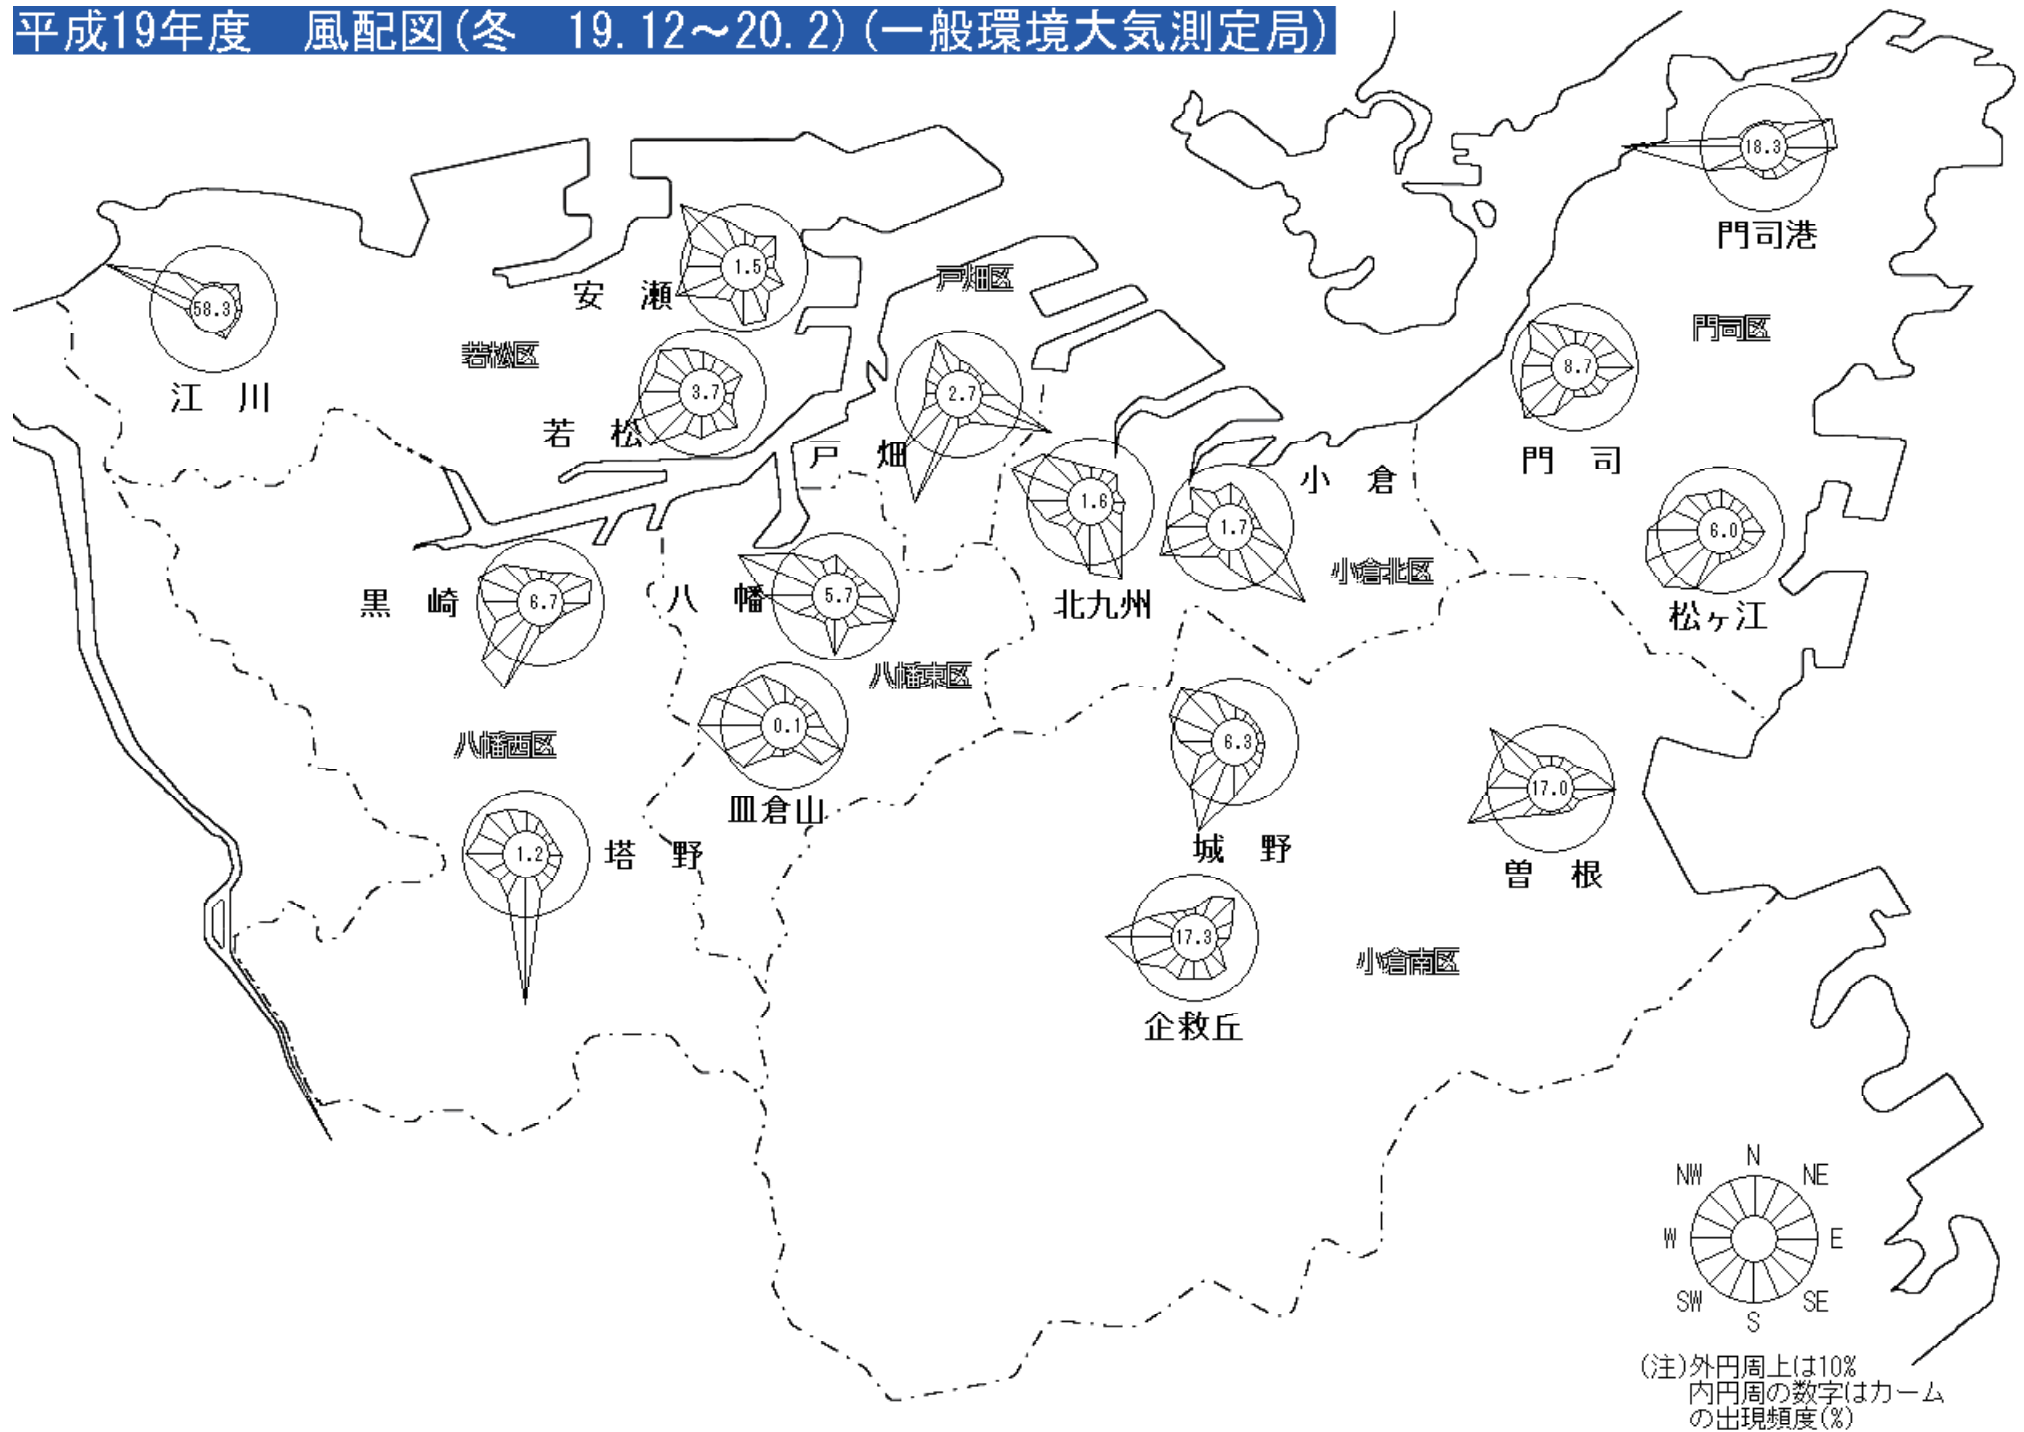 平成19年度　風配図(冬　19.12～20.2)(一般環境大気測定局)
18.3
門司港
1.5
安　瀬
戸畑区
58.3
江　川
門司区
若松区
8.7
門　司
3.7
若　松
2.7
戸　畑
1.6
北九州
小　倉
1.7
6.0
松ヶ江
小倉北区
6.7
黒　崎
5.7
八　幡
八幡東区
0.1
皿倉山
八幡西区
6.3
城　野
17.0
曽　根
1.2
塔　野
17.3
企救丘
小倉南区
N
NW
NE
W
E
SW
SE
S
(注)外円周上は10%
内円周の数字はカーム
の出現頻度(%)